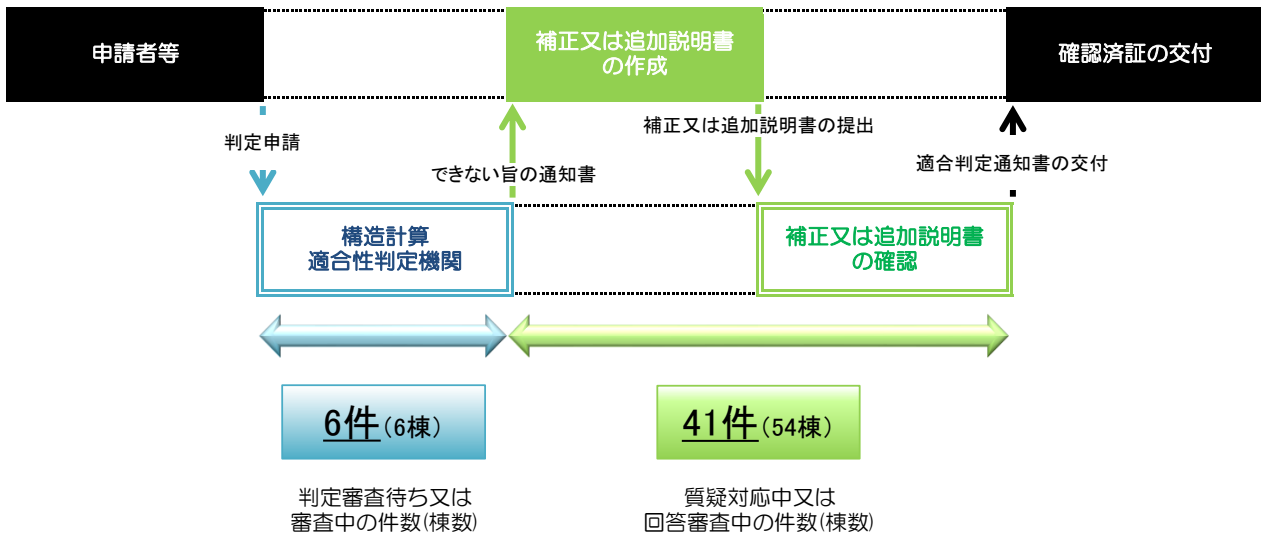 申請者等
補正又は追加説明書
の作成
確認済証の交付
判定申請
できない旨の通知書
補正又は追加説明書の提出
適合判定通知書の交付
構造計算
適合性判定機関
補正又は追加説明書
の確認
6件(6棟)
41件(54棟)
判定審査待ち又は
審査中の件数(棟数)
質疑対応中又は
回答審査中の件数(棟数)